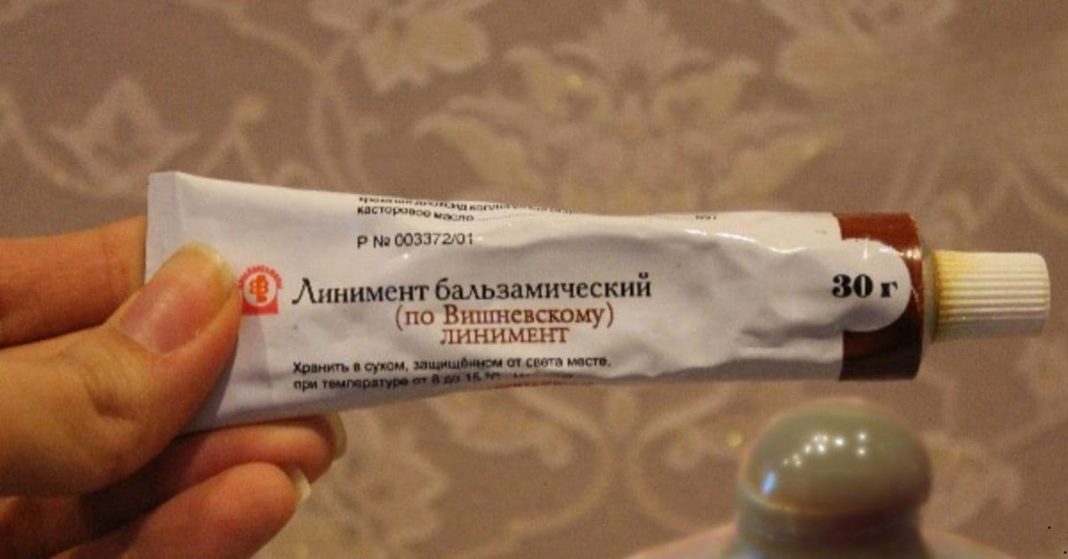 касторовое масло
Р № 003372/01
Линимент бальзамический
(по Вишневскому)
ЛИНИМЕНТ
30 г
Хранить в сухом, защищённом от света месте,
при температуре от 8 до 15 °С.